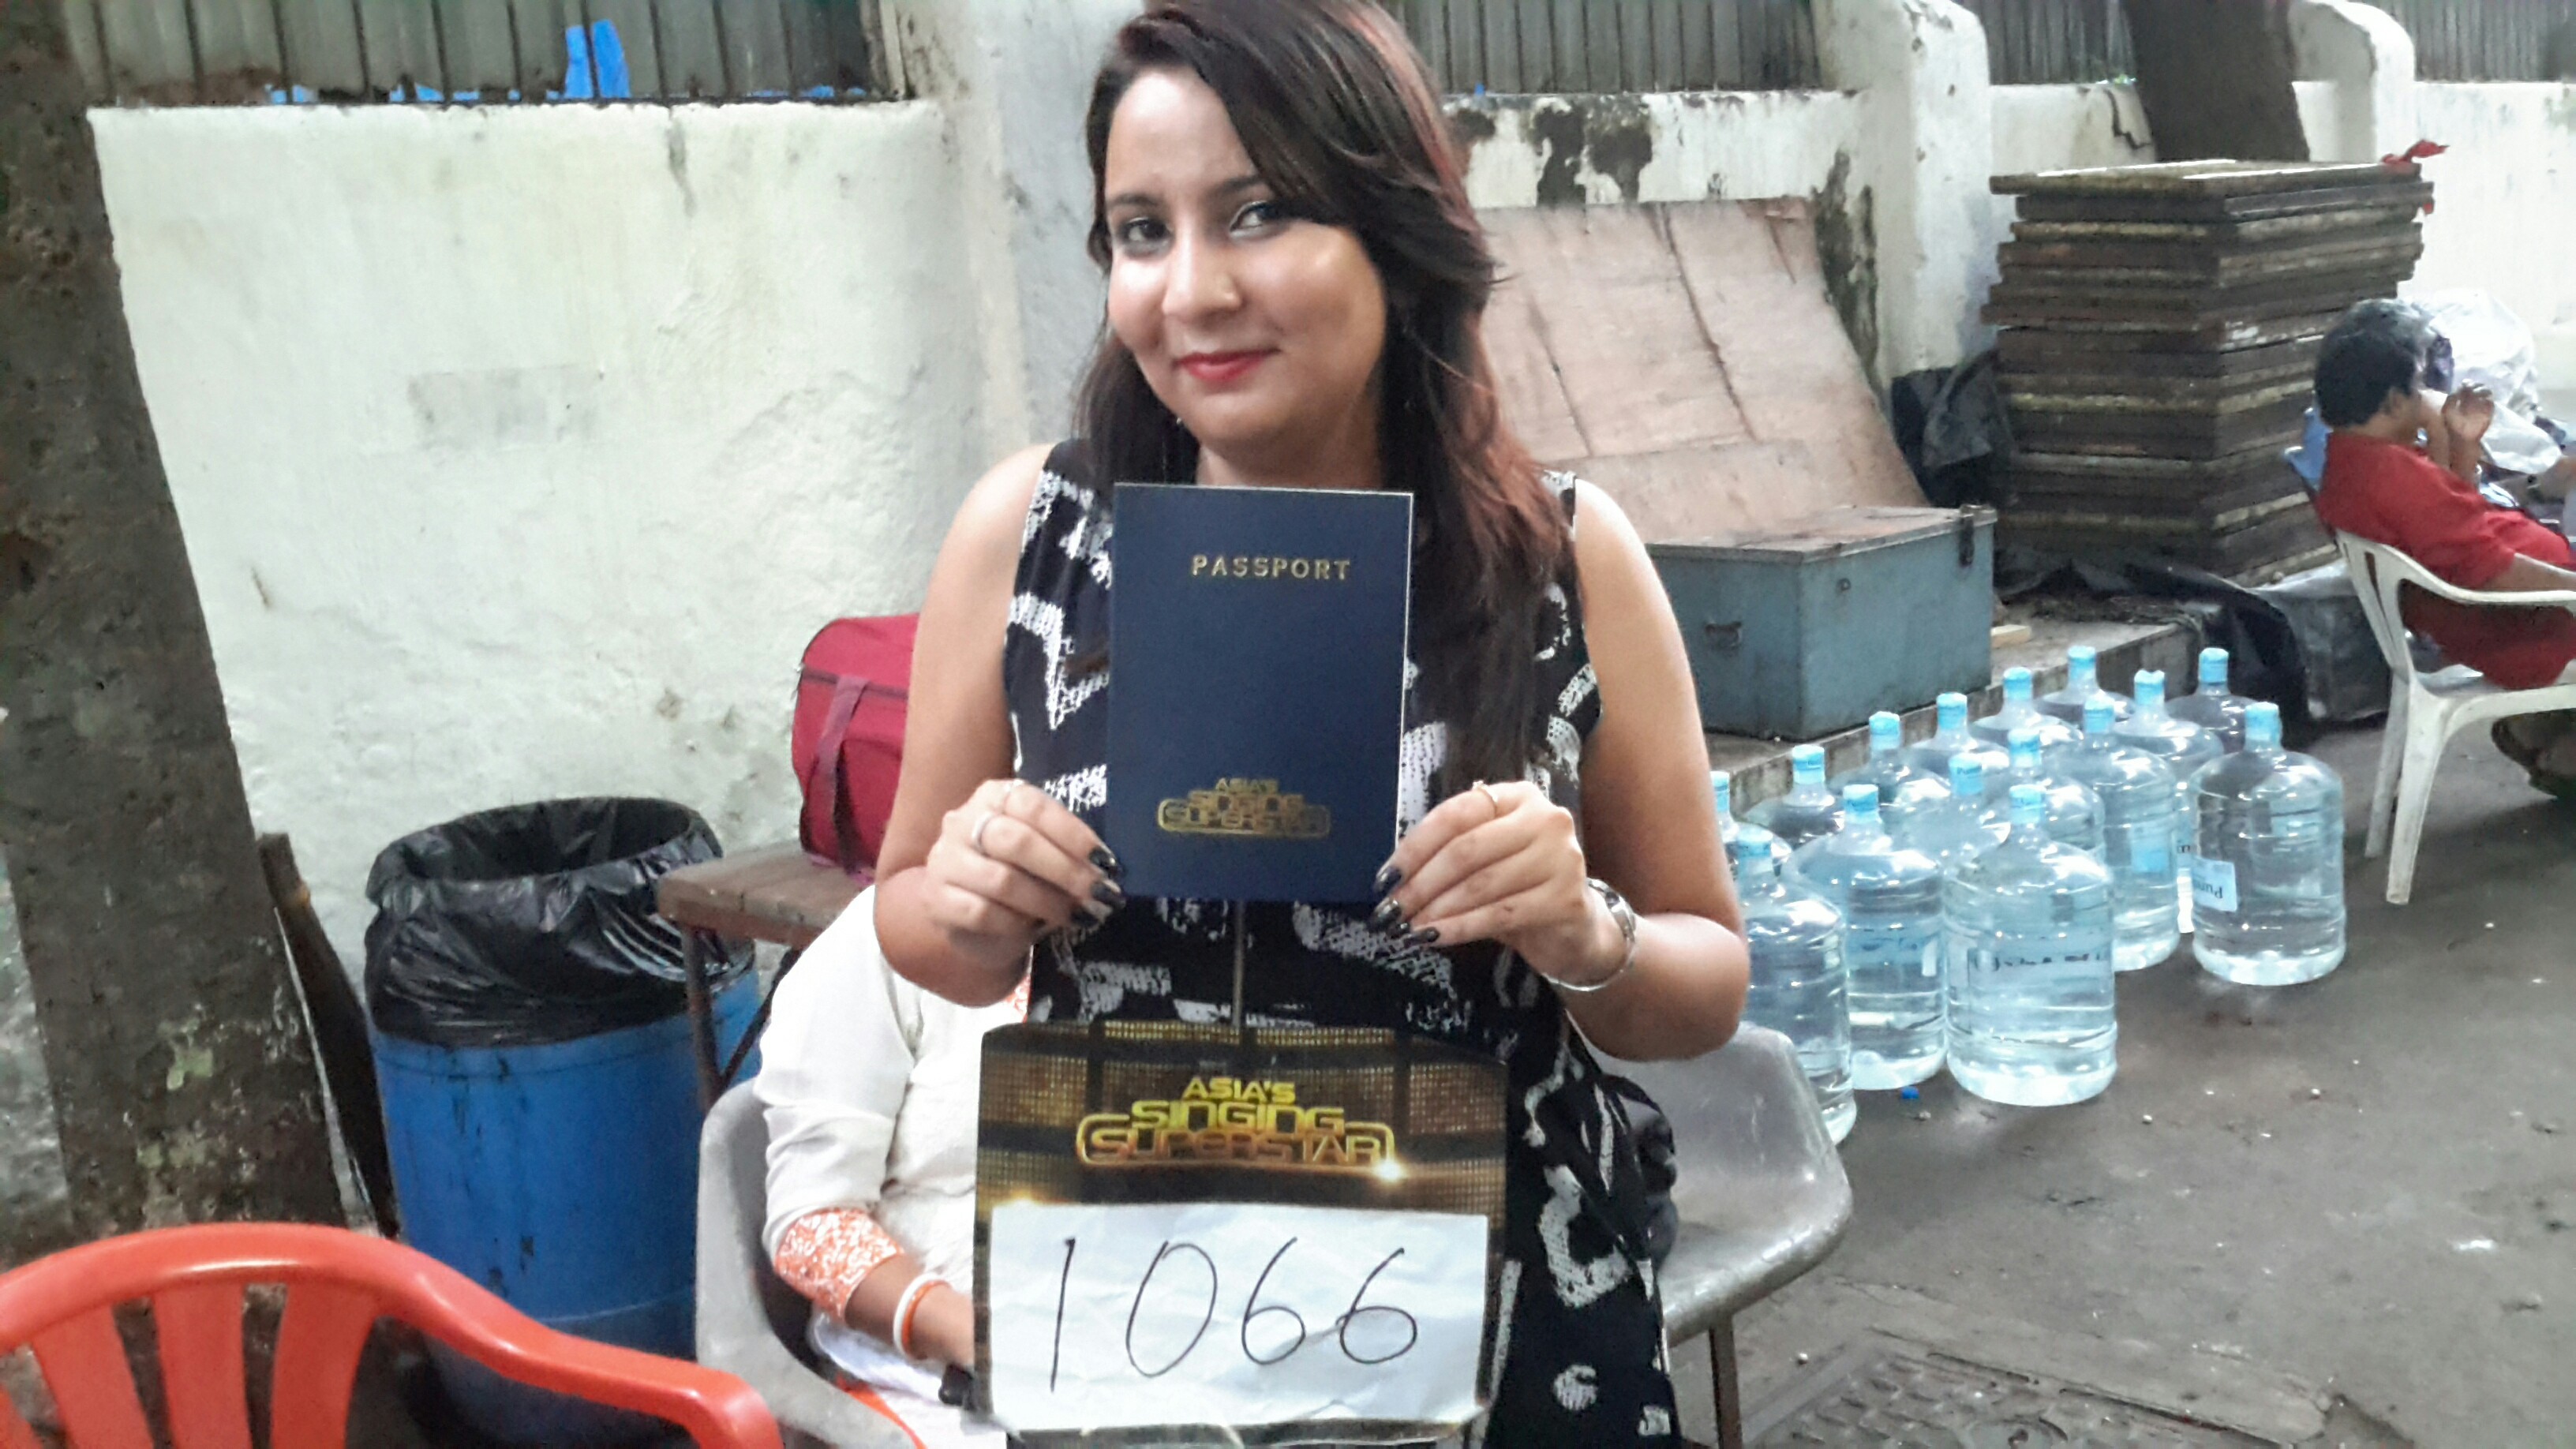 PASSPORT
ASIA'S
SINGING
SUPERSTAR
ASIA'S
SINGING
SUPERSTAR
1066